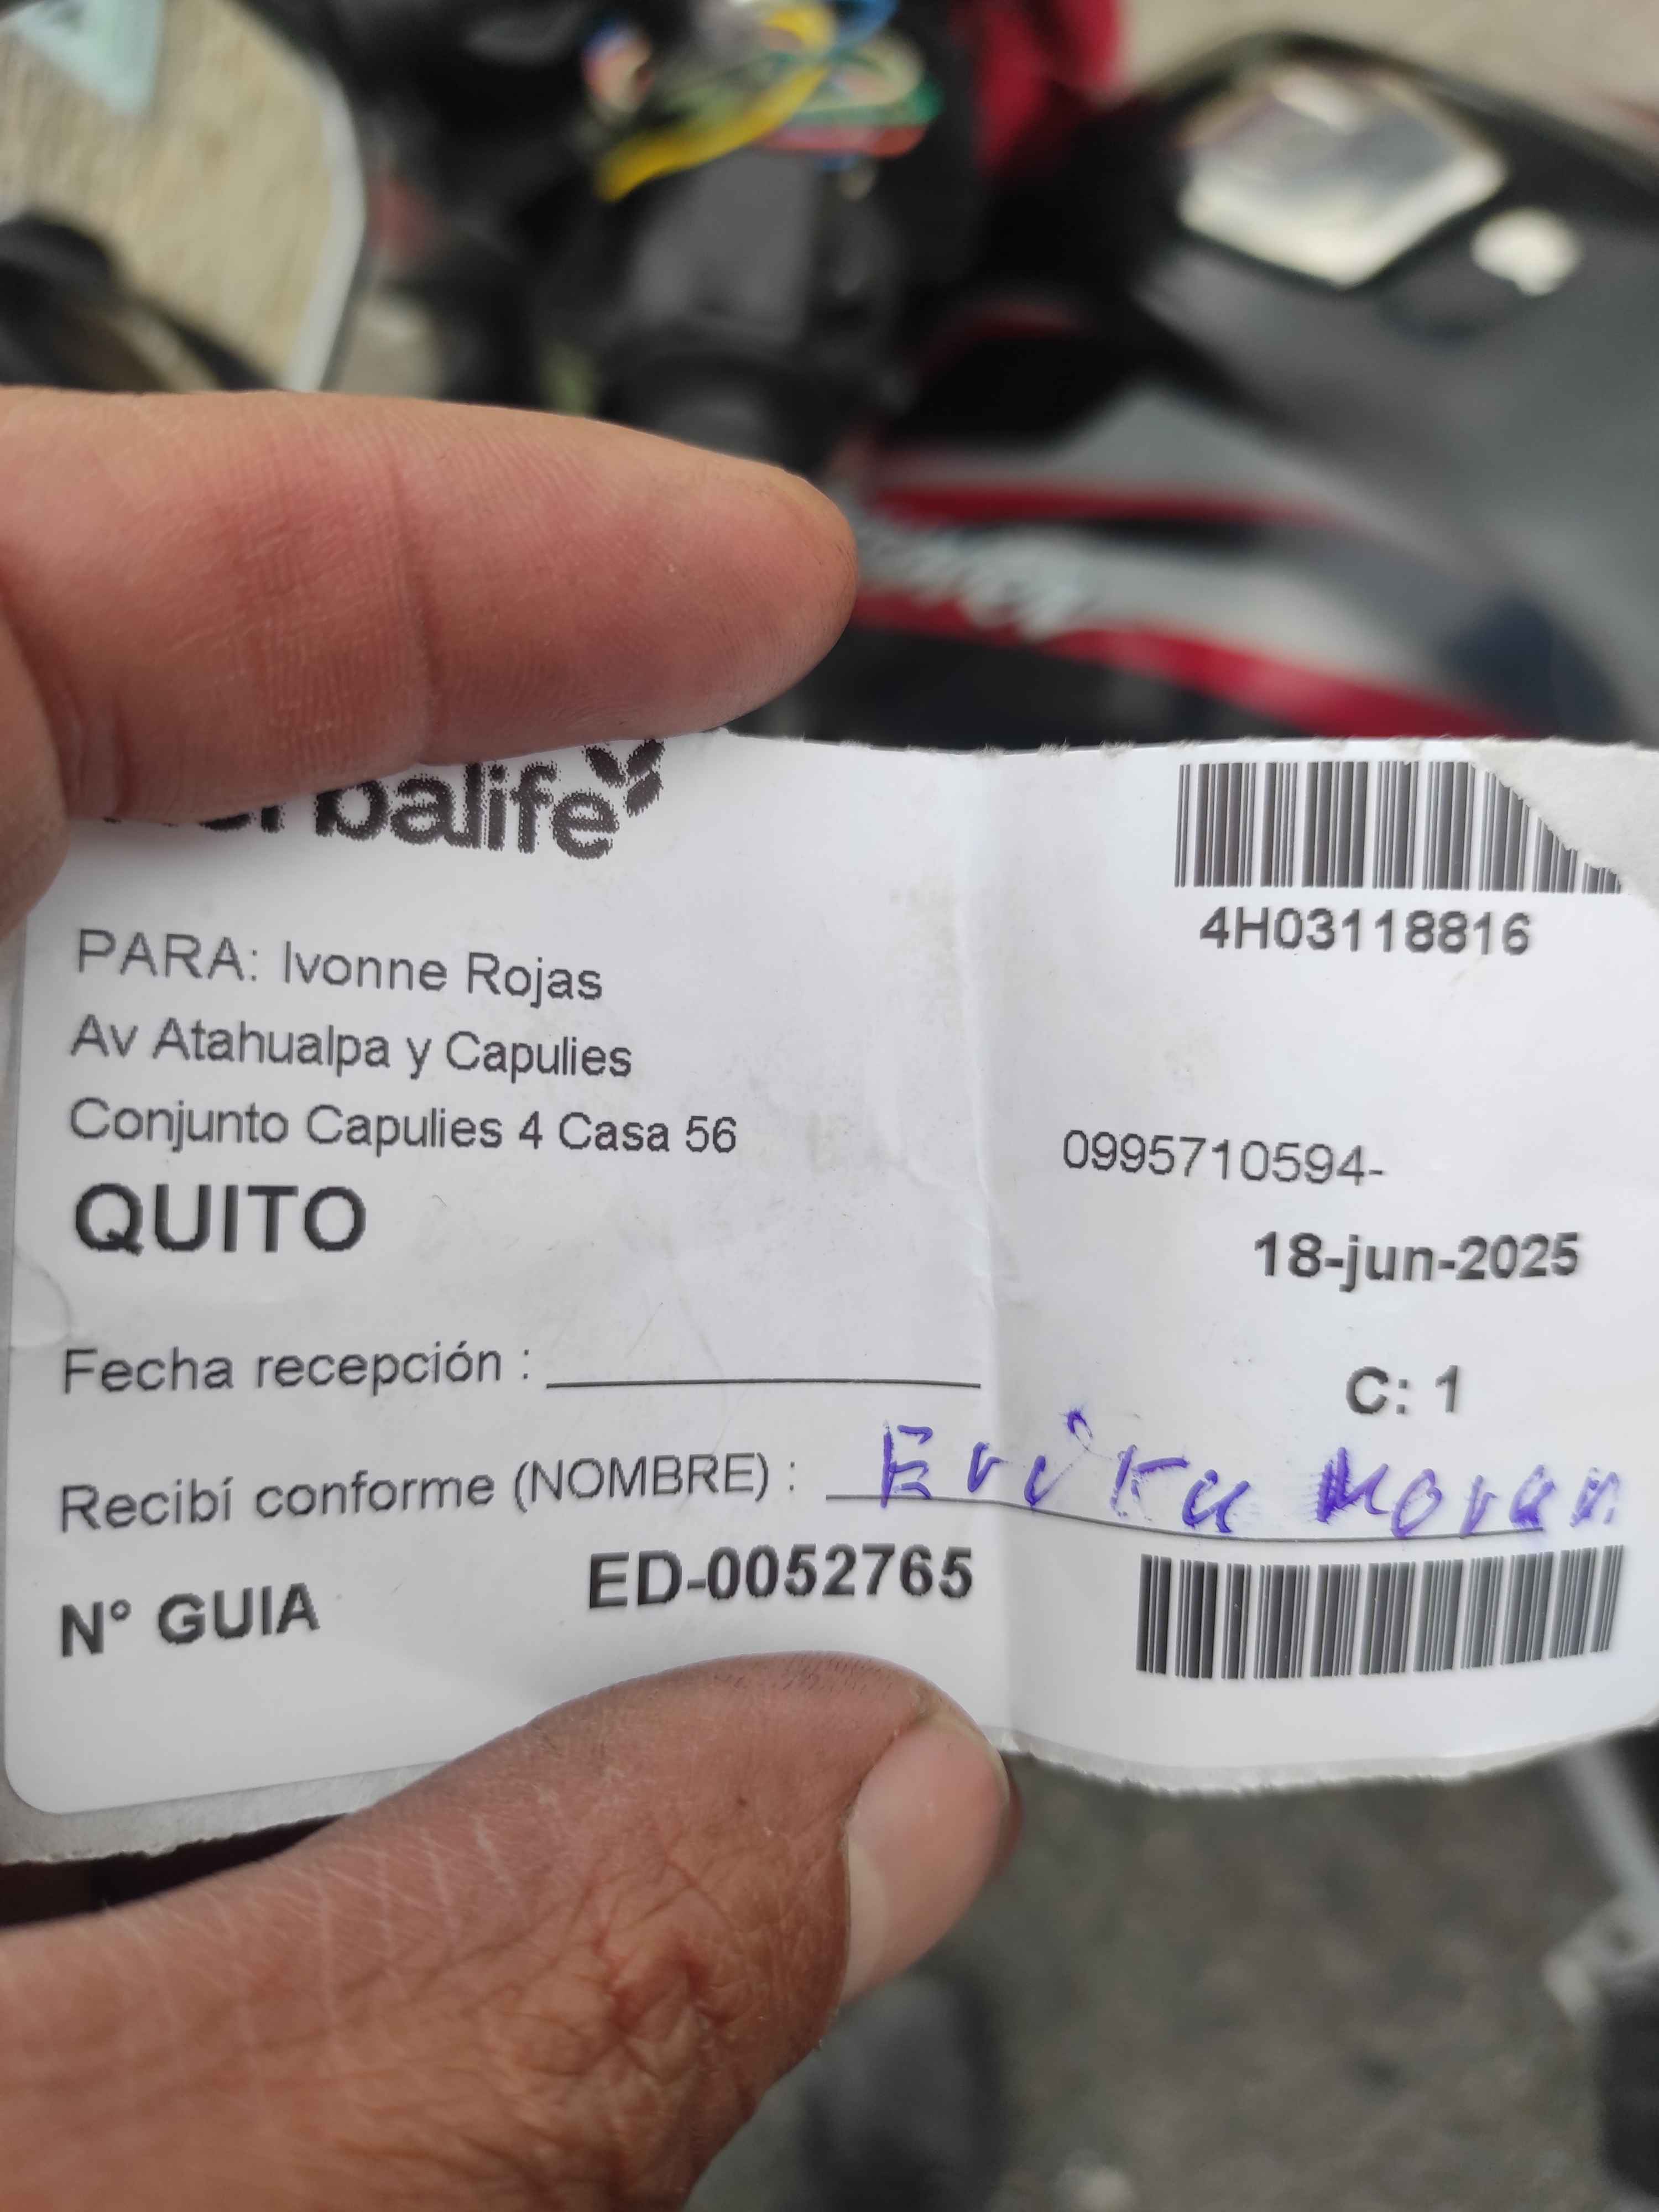 Herbalife
4H03118816
PARA: Ivonne Rojas
Av Atahualpa y Capulies
Conjunto Capulies 4 Casa 56
0995710594-
QUITO
18-jun-2025
Fecha recepción :
C: 1
Recibí conforme (NOMBRE) : Erika Moran
N° GUIA ED-0052765